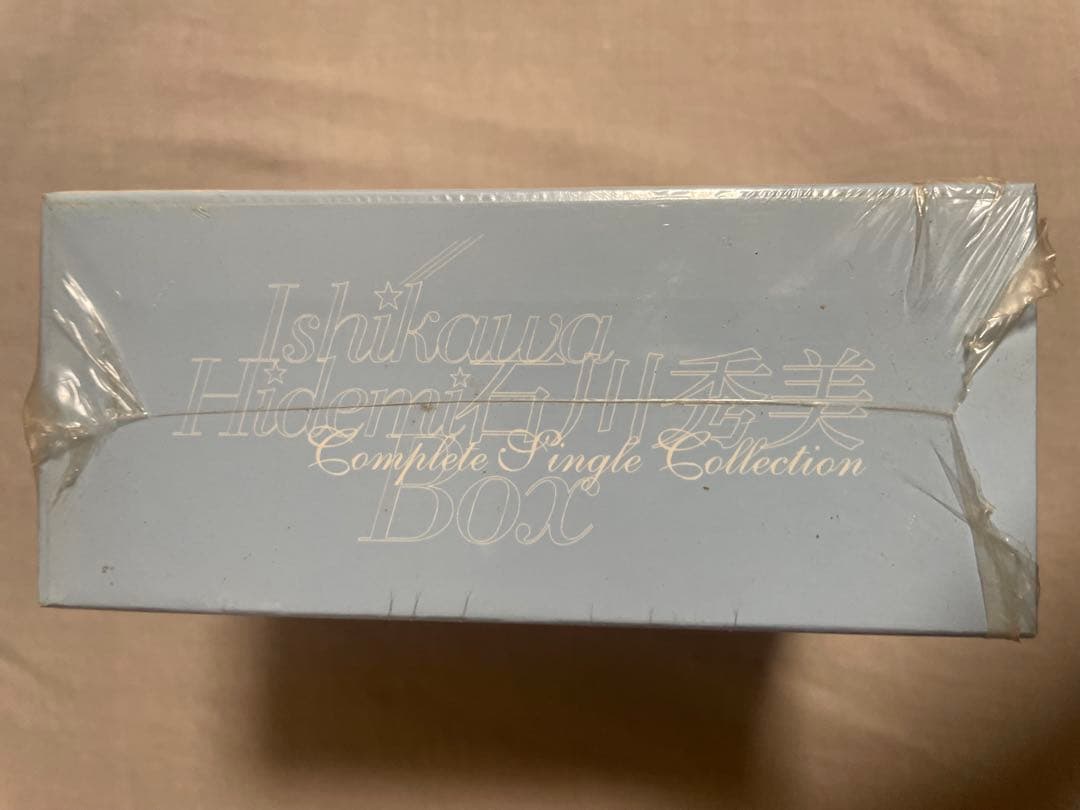 Ishikawa
Hidemi石川秀美
Complete Single Collection
Box